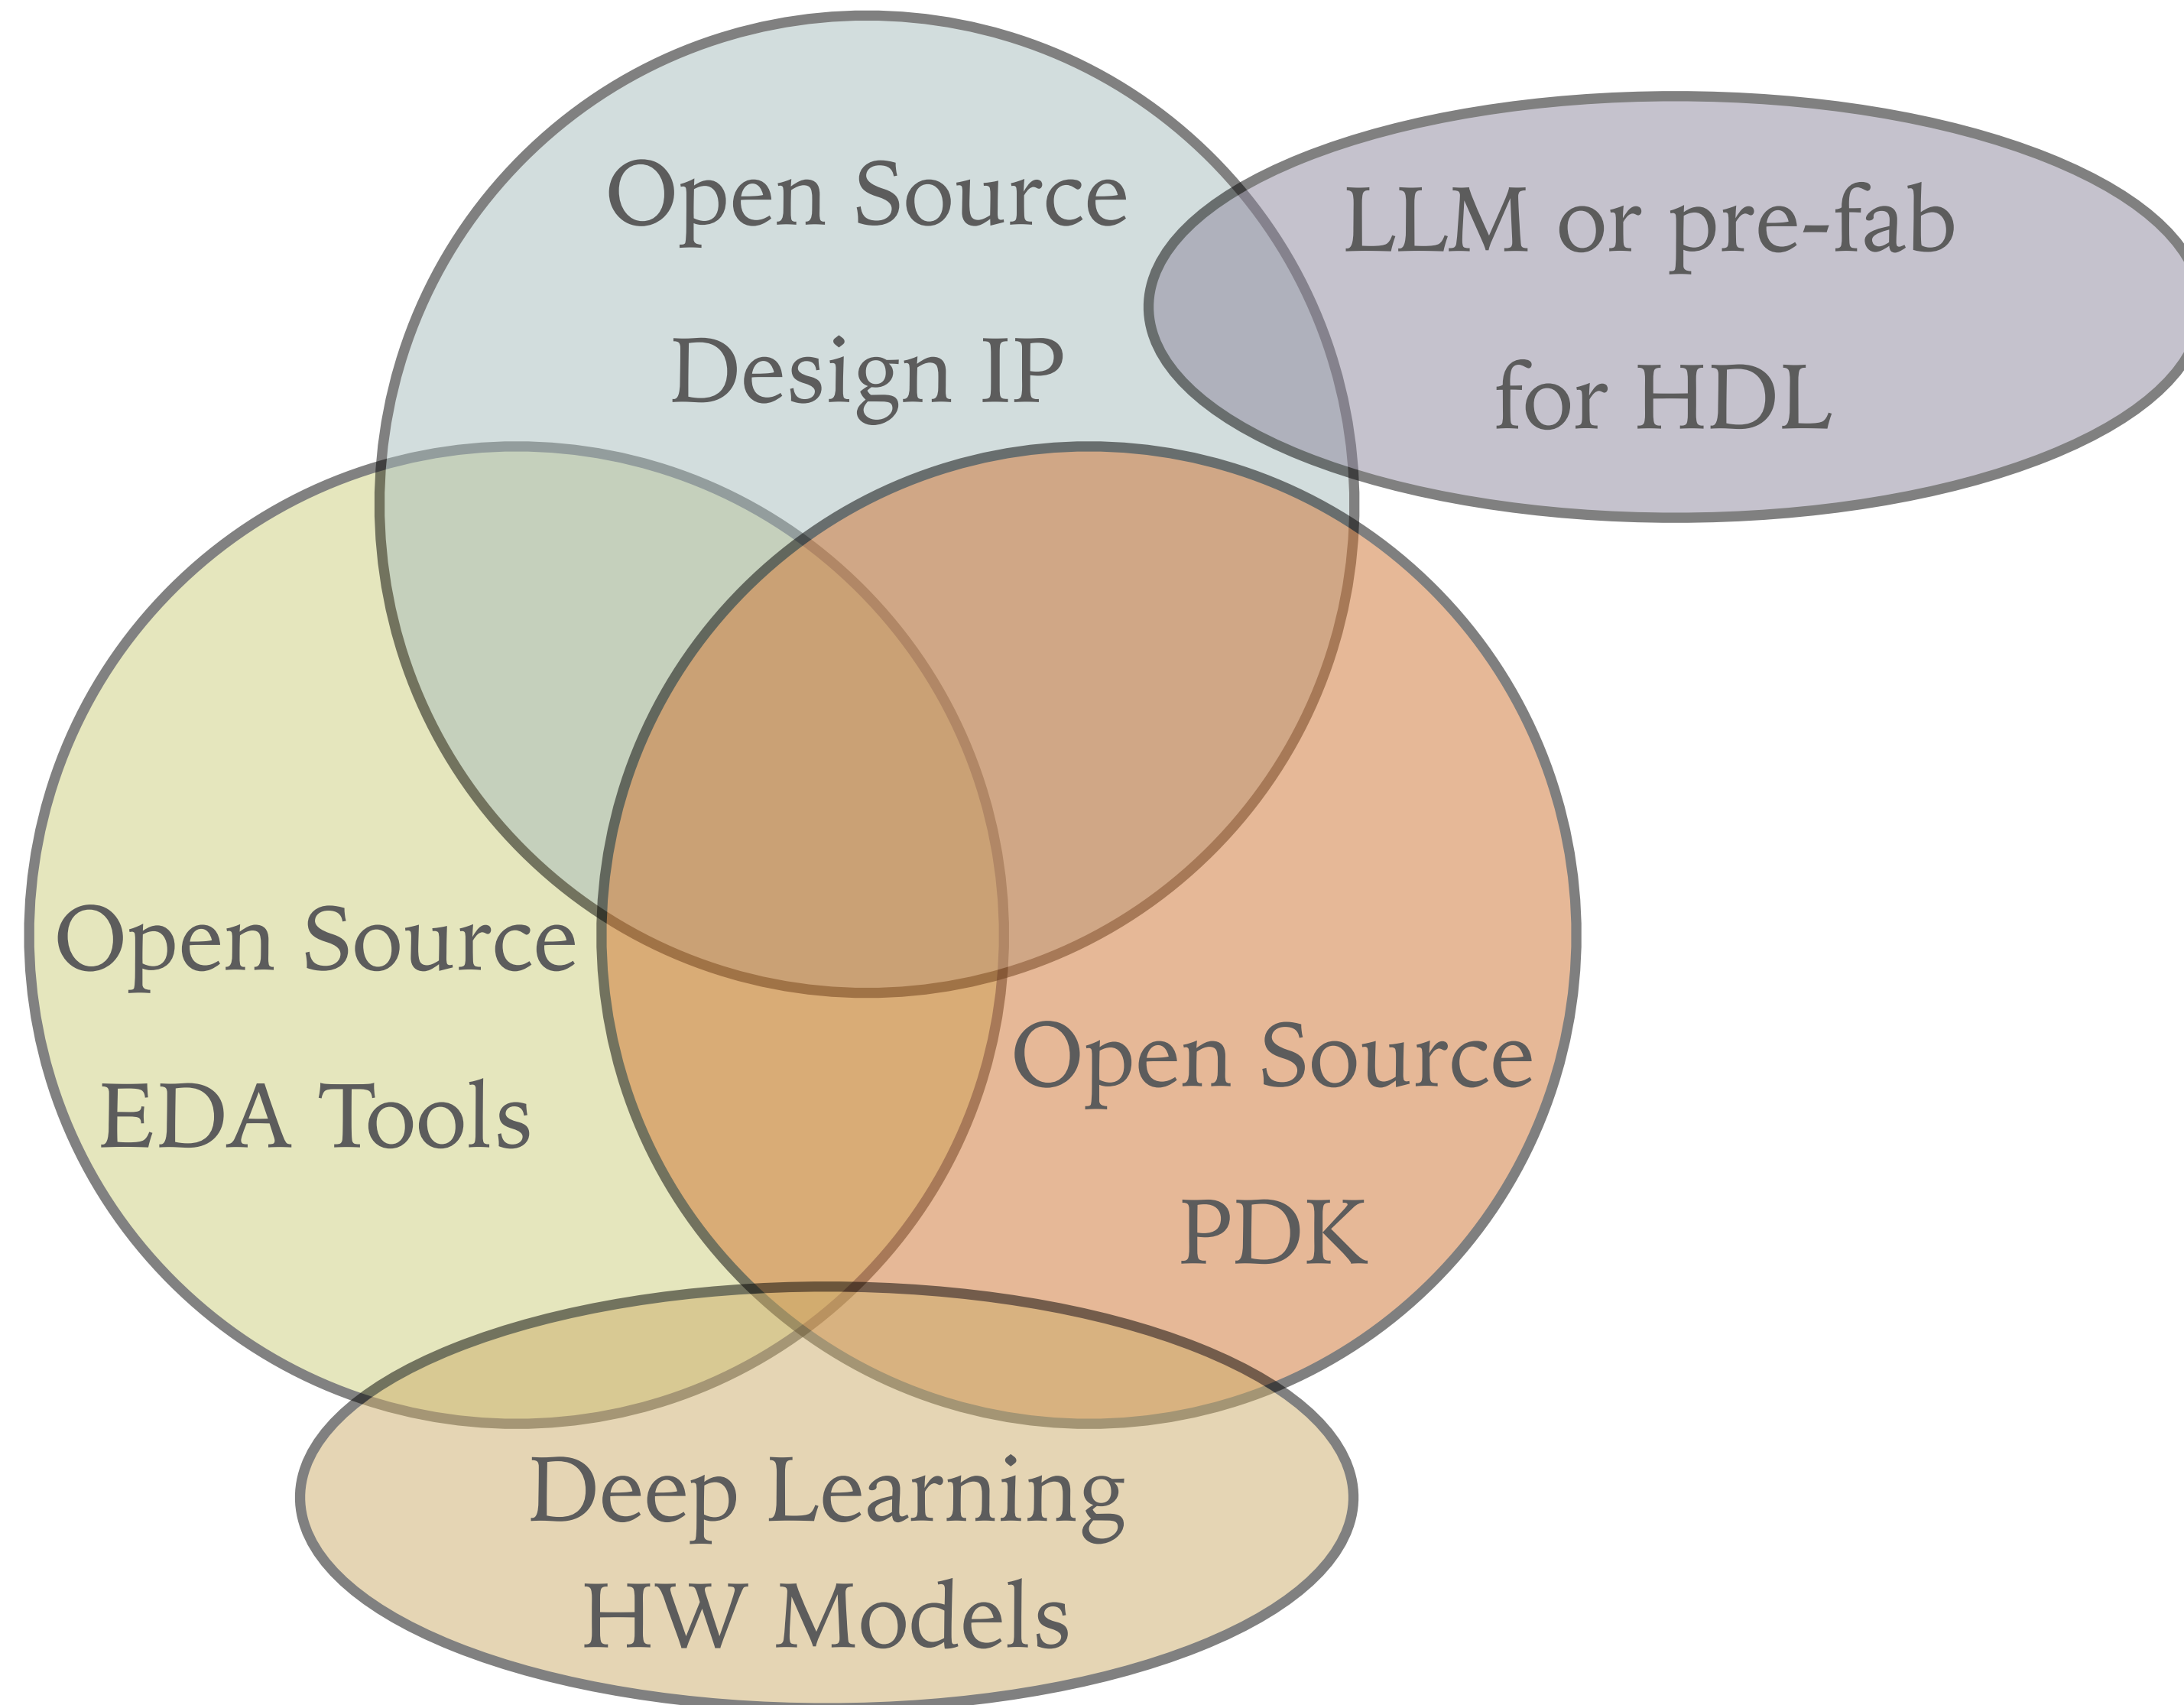 Open Source
Design IP
LLM or pre-fab
for HDL
Open Source
EDA Tools
Open Source
PDK
Deep Learning
HW Models